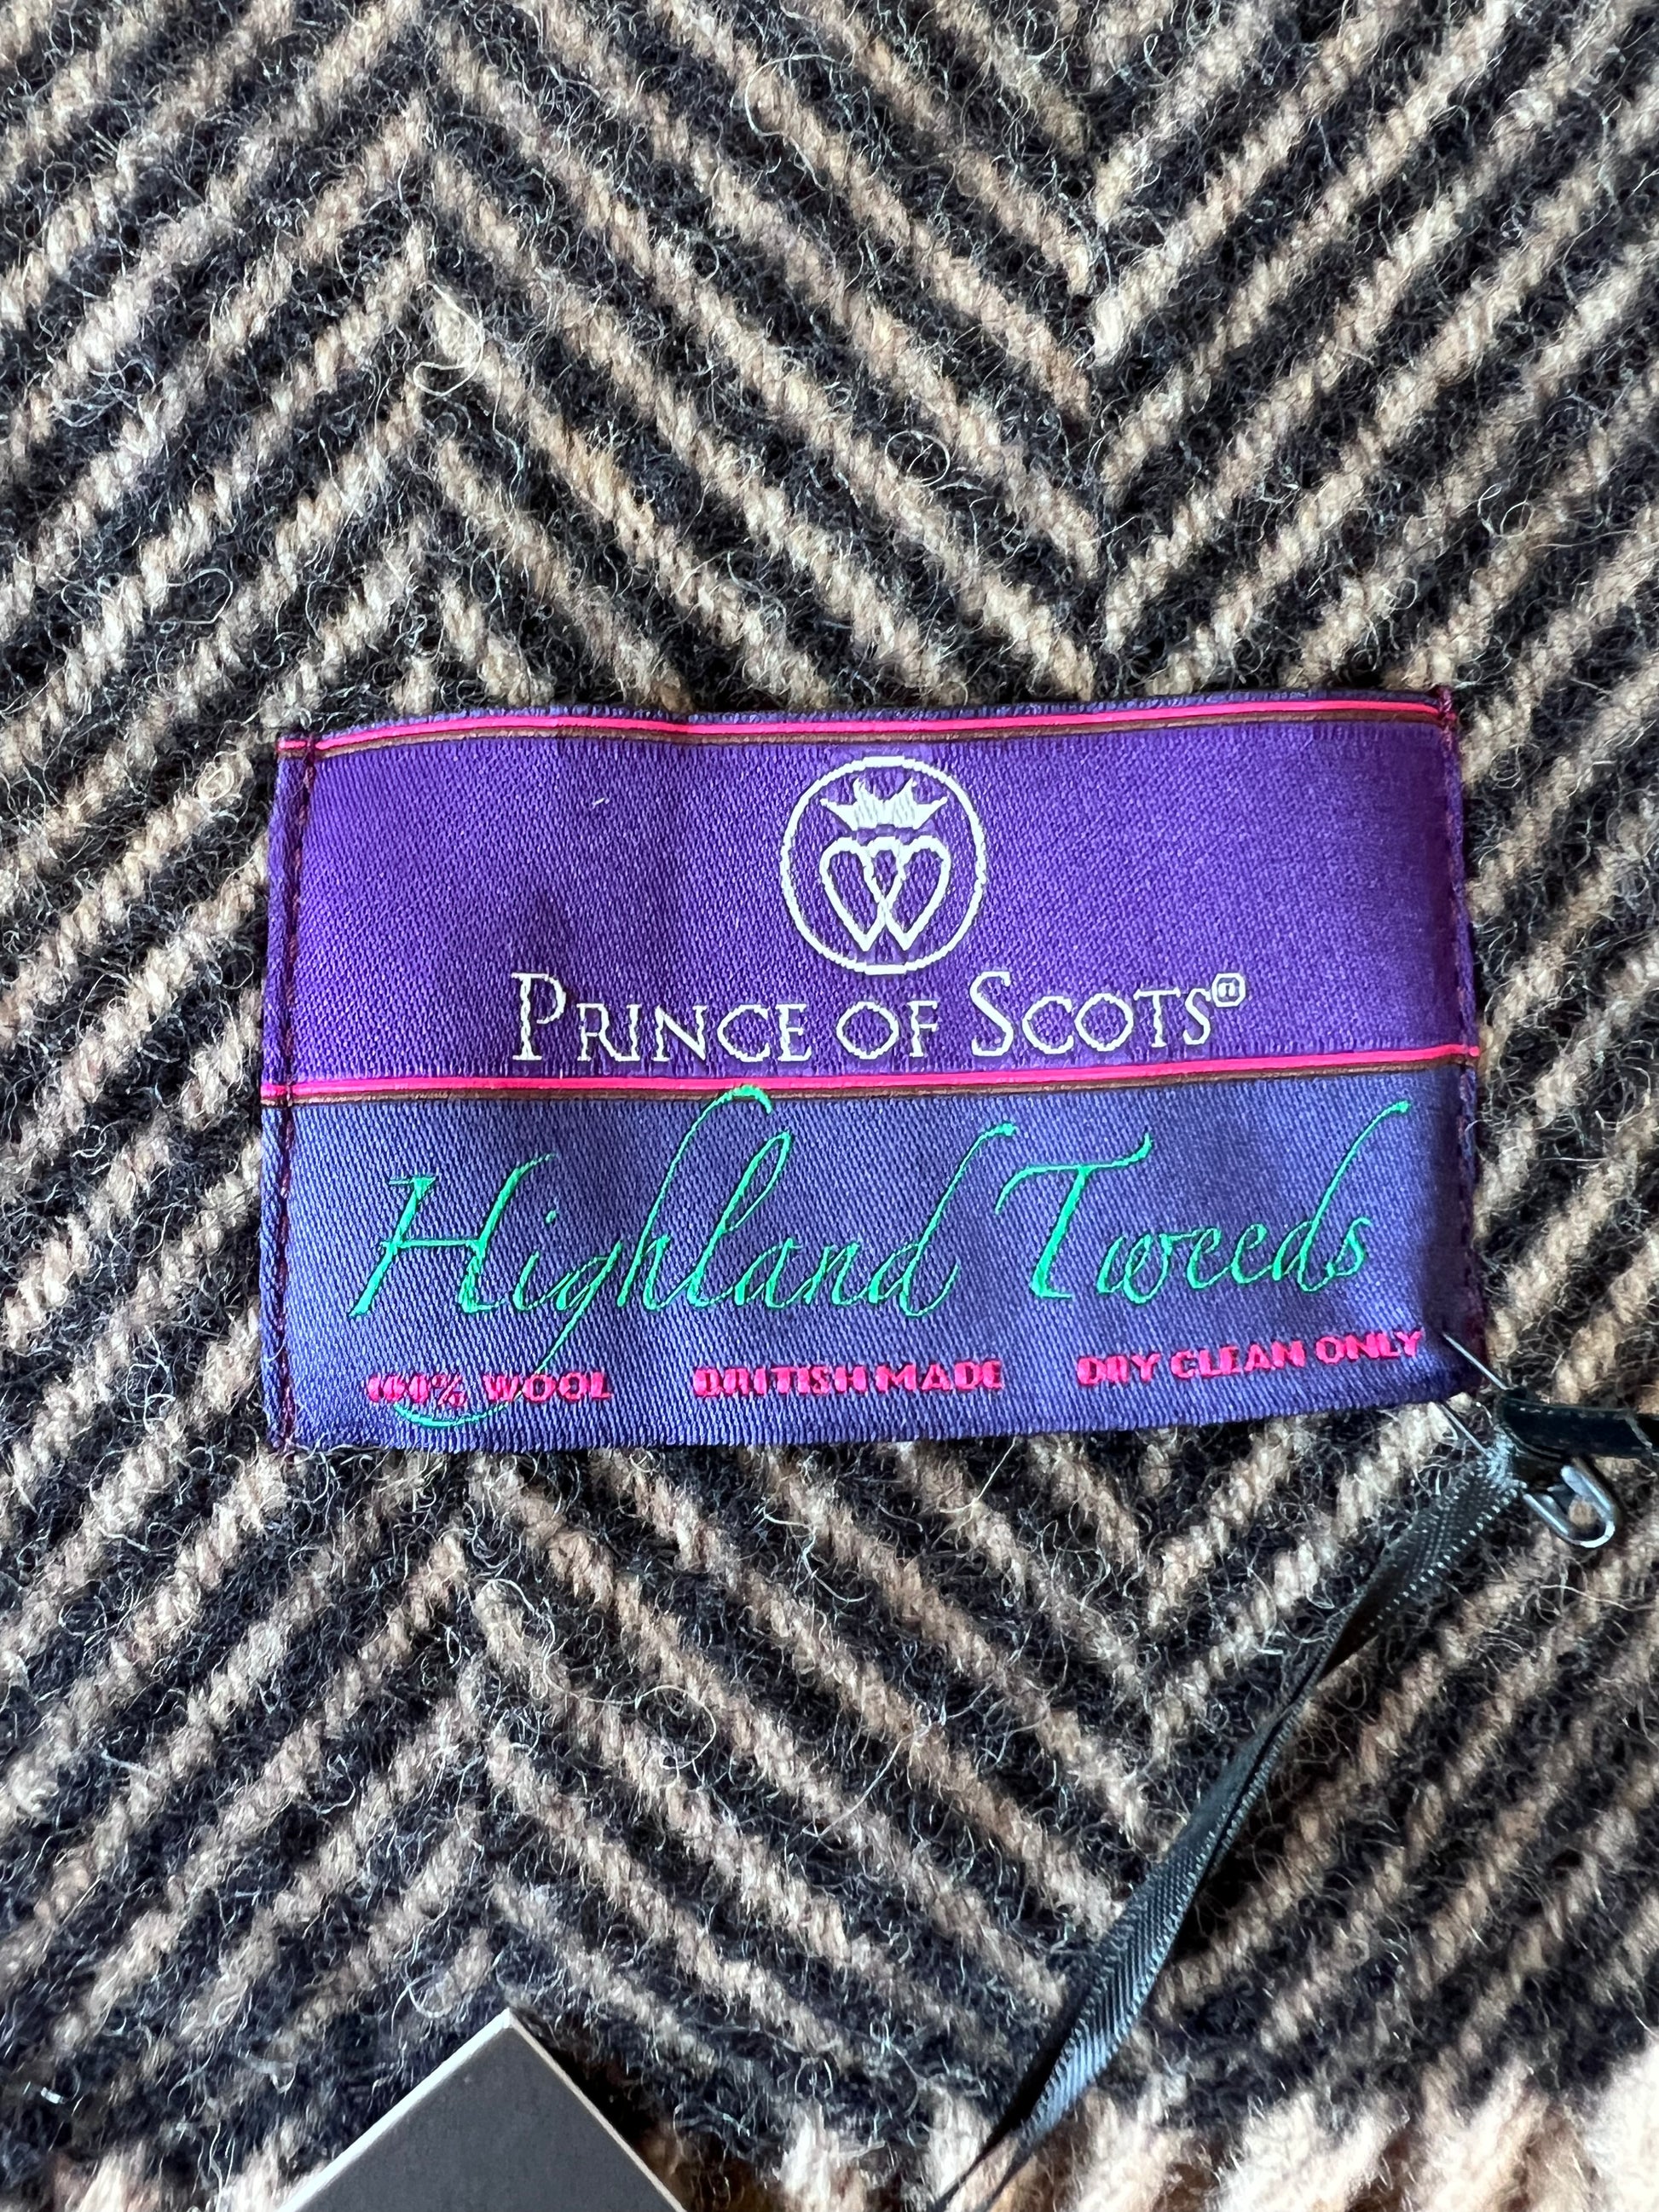 PRINCE OF SCOTS®
Highland Tweeds
100% WOOL BRITISH MADE DRY CLEAN ONLY